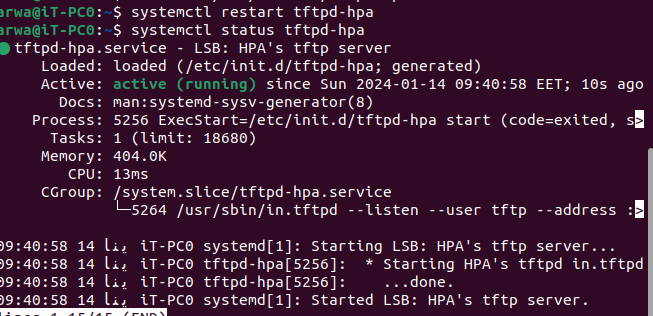 arwa@iT-PC0:~$ systemctl restart tftpd-hpa
arwa@iT-PC0:~$ systemctl status tftpd-hpa
● tftpd-hpa.service - LSB: HPA's tftp server
Loaded: loaded (/etc/init.d/tftpd-hpa; generated)
Active: active (running) since Sun 2024-01-14 09:40:58 EET; 10s ago
Docs: man:systemd-sysv-generator(8)
Process: 5256 ExecStart=/etc/init.d/tftpd-hpa start (code=exited, s>
Tasks: 1 (limit: 18680)
Memory: 404.0K
CPU: 13ms
CGroup: /system.slice/tftpd-hpa.service
└─5264 /usr/sbin/in.tftpd --listen --user tftp --address :>
09:40:58 14 ينا iT-PC0 systemd[1]: Starting LSB: HPA's tftp server...
09:40:58 14 ينا iT-PC0 tftpd-hpa[5256]:  * Starting HPA's tftpd in.tftpd
09:40:58 14 ينا iT-PC0 tftpd-hpa[5256]:    ...done.
09:40:58 14 ينا iT-PC0 systemd[1]: Started LSB: HPA's tftp server.
lines 1-15/15 (END)